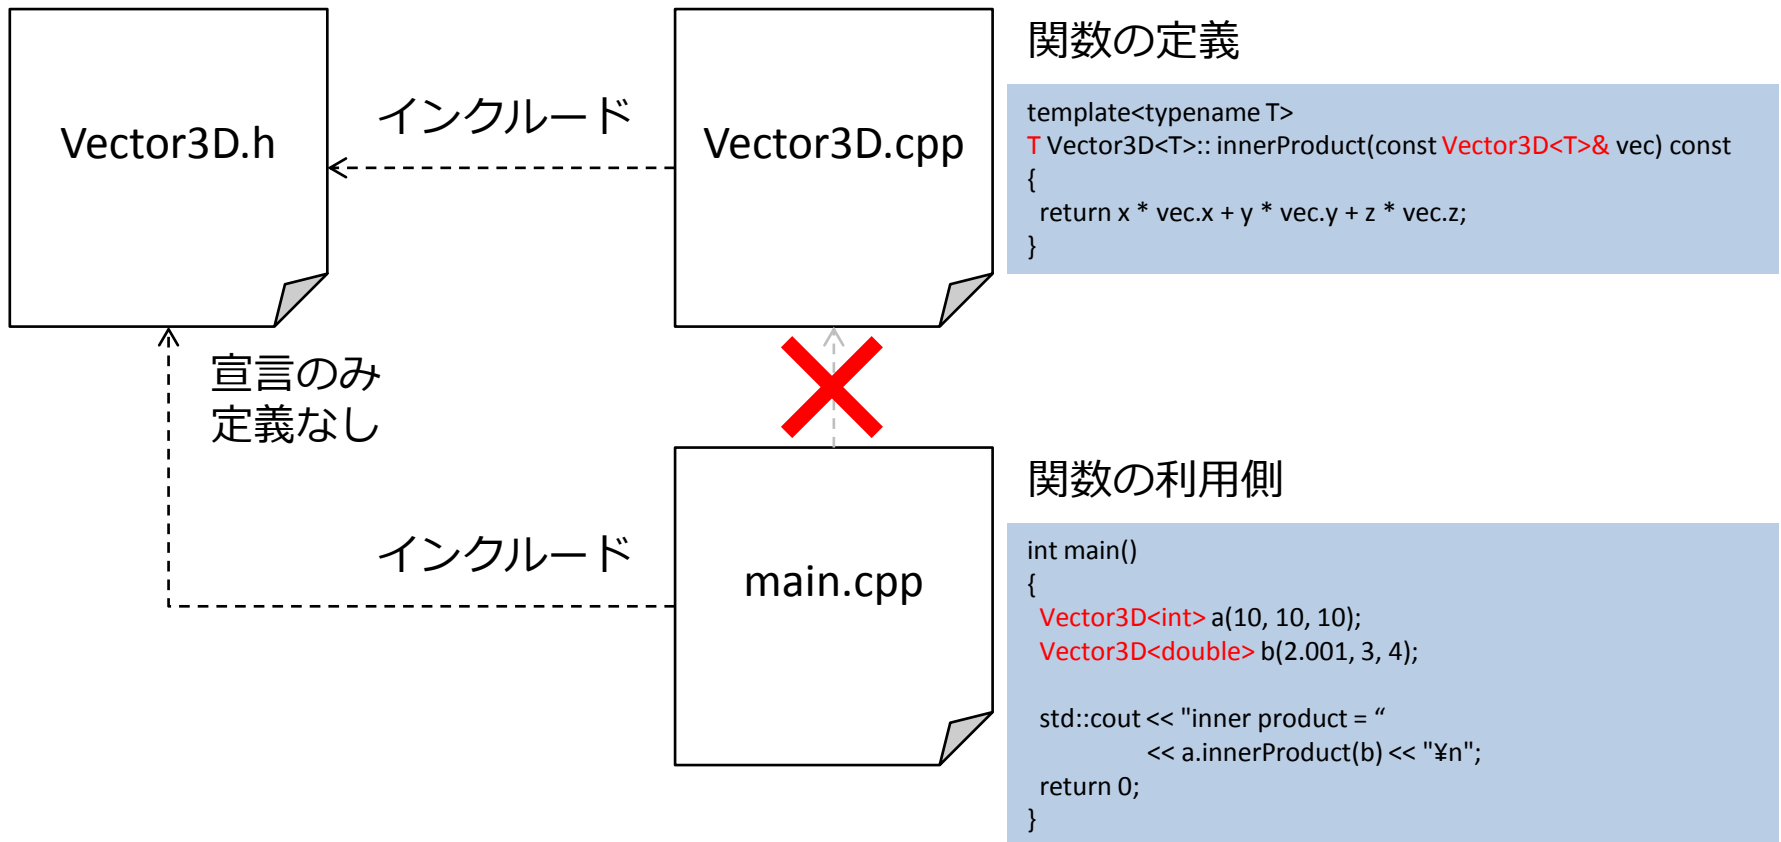 Vector3D.h
インクルード
Vector3D.cpp
関数の定義
template<typename T>
T Vector3D<T>:: innerProduct(const Vector3D<T>& vec) const
{
return x * vec.x + y * vec.y + z * vec.z;
}
宣言のみ
定義なし
インクルード
main.cpp
関数の利用側
int main()
{
Vector3D<int> a(10, 10, 10);
Vector3D<double> b(2.001, 3, 4);
std::cout << "inner product = “
<< a.innerProduct(b) << "¥n";
return 0;
}